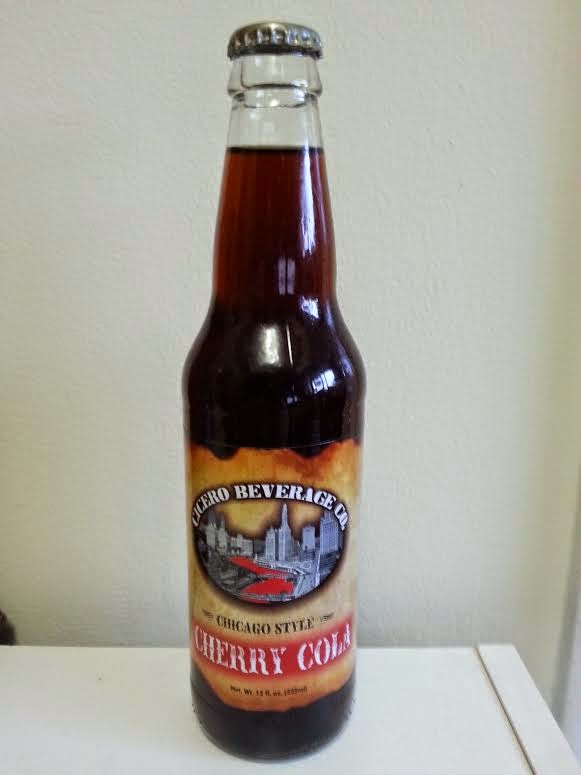 CICERO BEVERAGE CO.
CHICAGO STYLE
CHERRY COLA
Net. Wt. 12 fl. oz. (355ml)